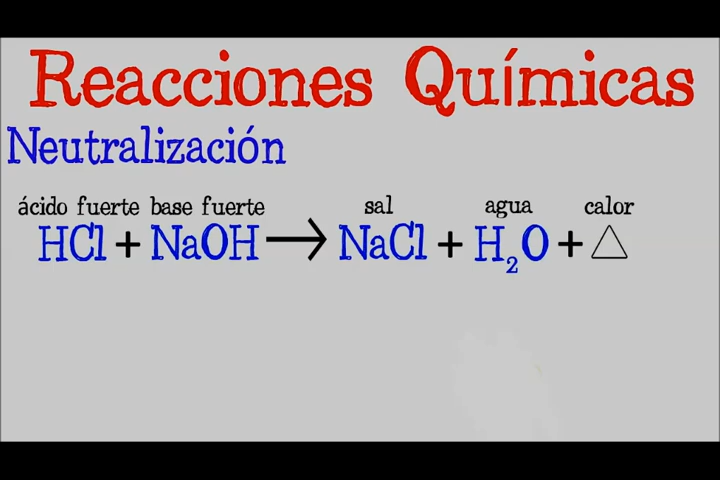 Reacciones Químicas
Neutralización
ácido fuerte base fuerte sal agua calor
HCl + NaOH → NaCl + H₂O + △